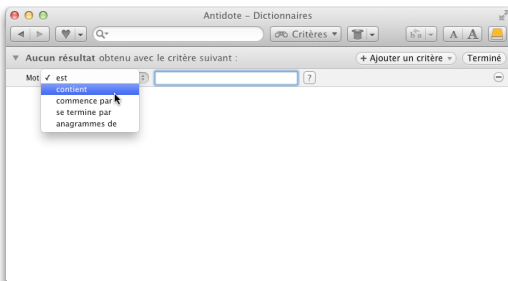 Antidote – Dictionnaires
Critères
Aucun résultat obtenu avec le critère suivant :
+ Ajouter un critère
Terminé
Mot ✓ est
?
contient
commence par
se termine par
anagrammes de
A A